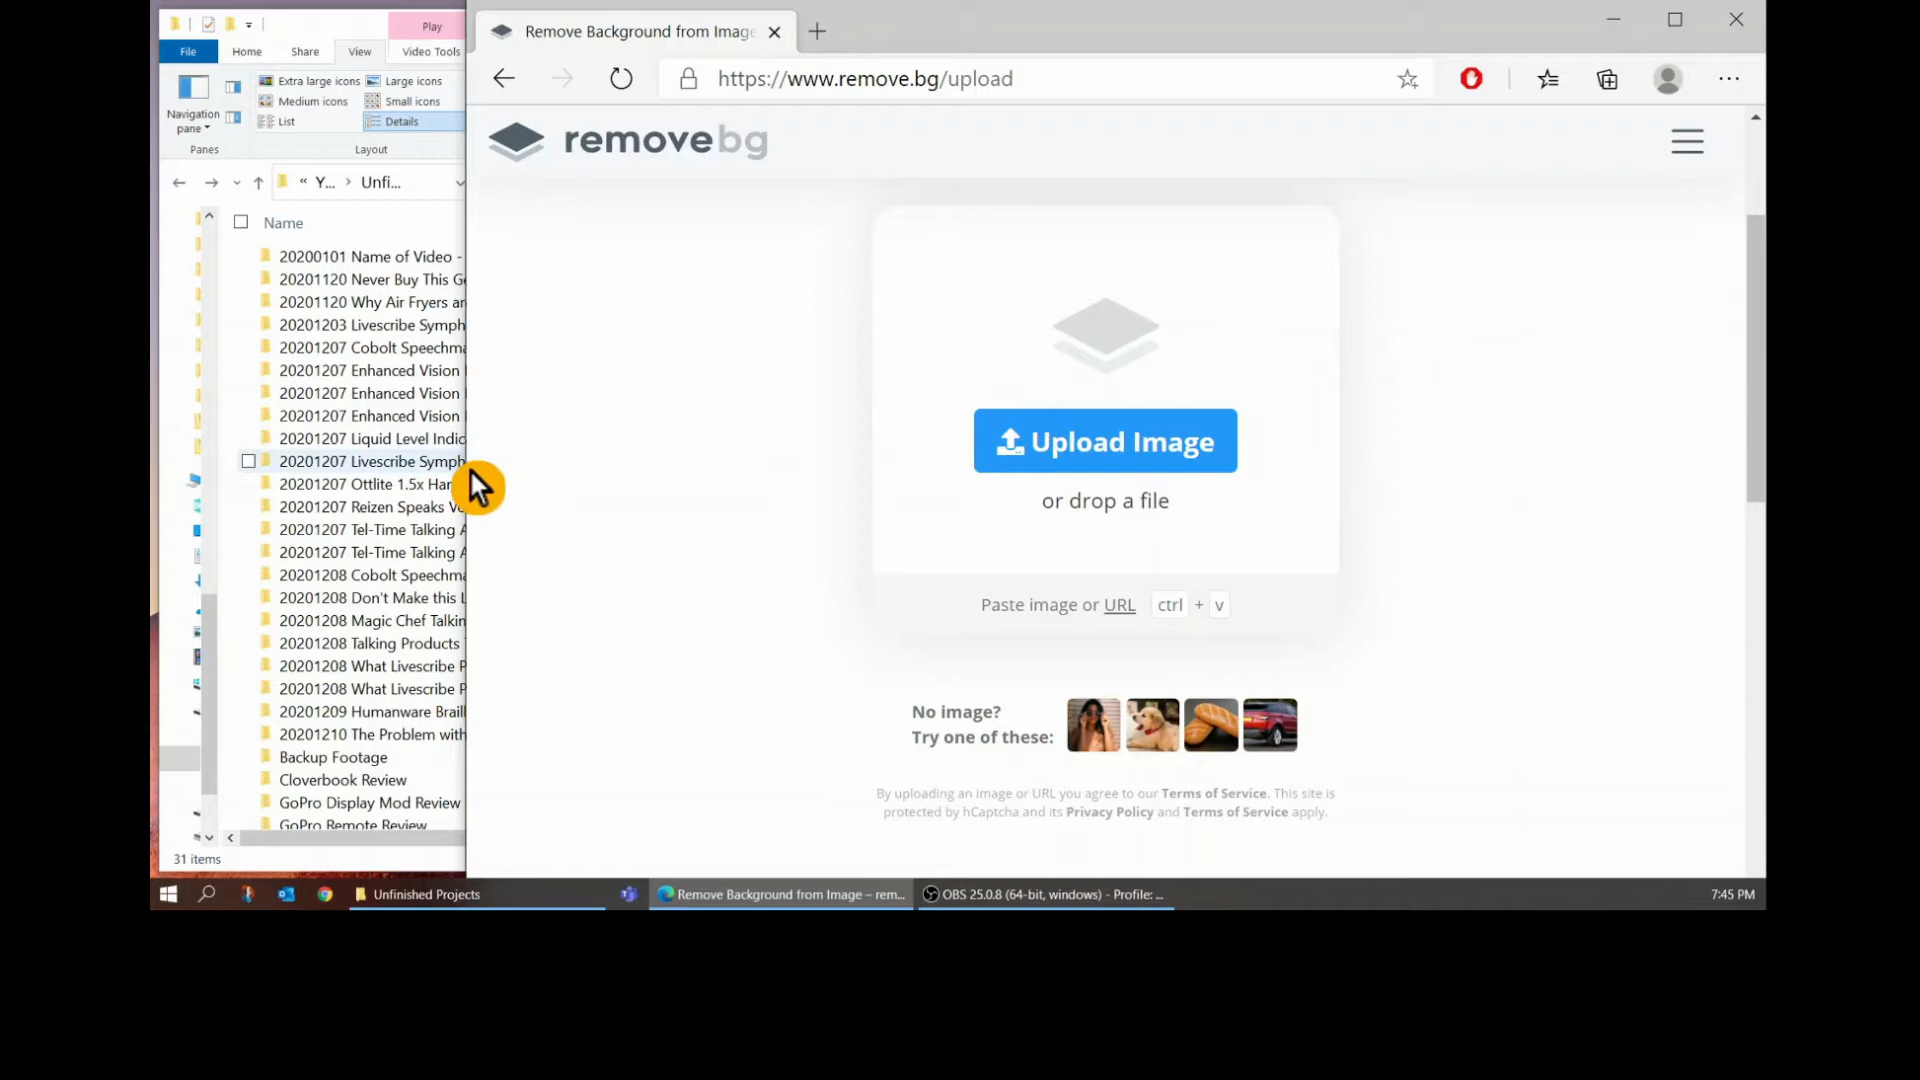 Play
File
Home
Share
View
Video Tools
Extra large icons
Large icons
Medium icons
Small icons
List
Details
Navigation
pane
Panes
Layout
« Y... › Unfi...
Name
20200101 Name of Video -
20201120 Never Buy This Ge
20201120 Why Air Fryers ar
20201203 Livescribe Symph
20201207 Cobolt Speechma
20201207 Enhanced Vision
20201207 Enhanced Vision
20201207 Enhanced Vision
20201207 Liquid Level Indic
20201207 Livescribe Symph
20201207 Ottlite 1.5x Han
20201207 Reizen Speaks Vo
20201207 Tel-Time Talking A
20201207 Tel-Time Talking A
20201208 Cobolt Speechma
20201208 Don't Make this L
20201208 Magic Chef Talkin
20201208 Talking Products
20201208 What Livescribe P
20201208 What Livescribe P
20201209 Humanware Braill
20201210 The Problem with
Backup Footage
Cloverbook Review
GoPro Display Mod Review
GoPro Remote Review
31 items
Remove Background from Imag
https://www.remove.bg/upload
removebg
Upload Image
or drop a file
Paste image or URL ctrl + v
No image?
Try one of these:
By uploading an image or URL you agree to our Terms of Service. This site is
protected by hCaptcha and its Privacy Policy and Terms of Service apply.
Unfinished Projects
Remove Background from Image – rem...
OBS 25.0.8 (64-bit, windows) - Profile: ...
7:45 PM